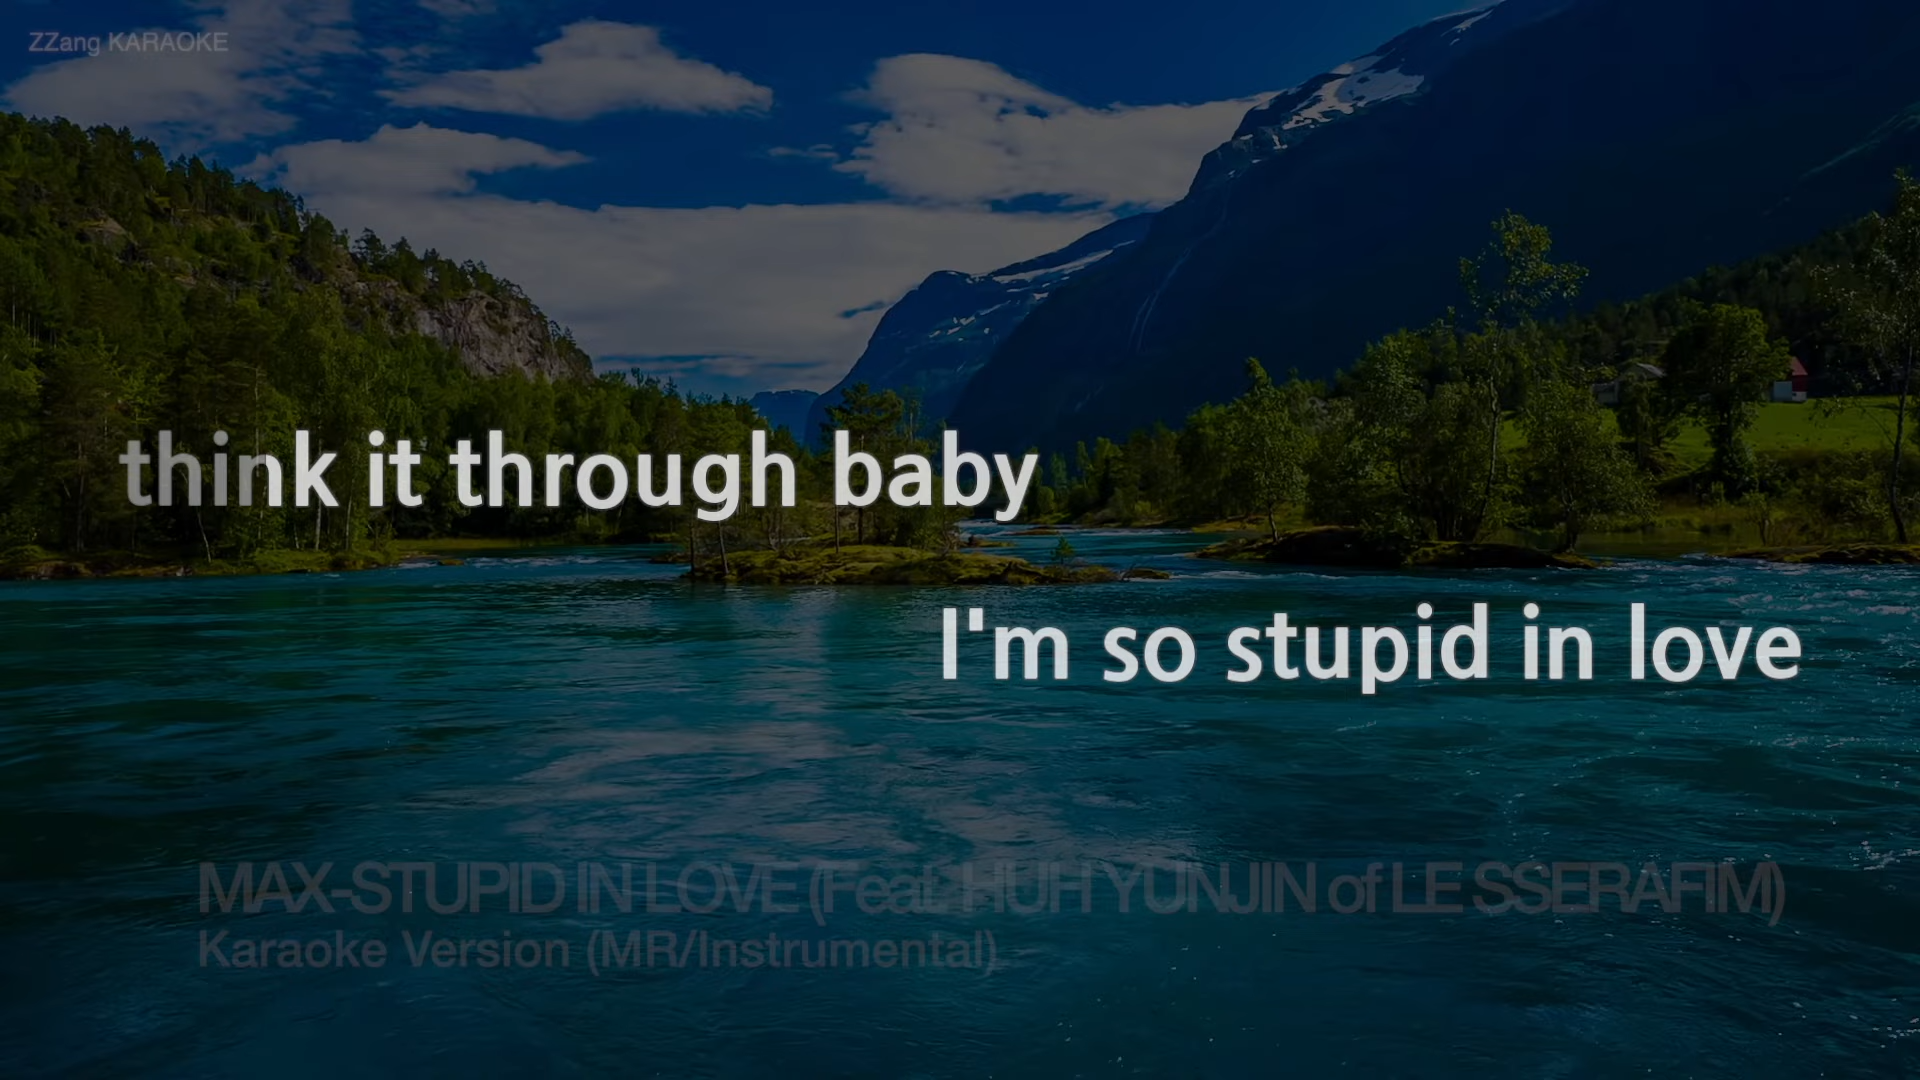 ZZang KARAOKE
think it through baby
I'm so stupid in love
MAX-STUPID IN LOVE (Feat. HUH YUNJIN of LE SSERAFIM)
Karaoke Version (MR/Instrumental)